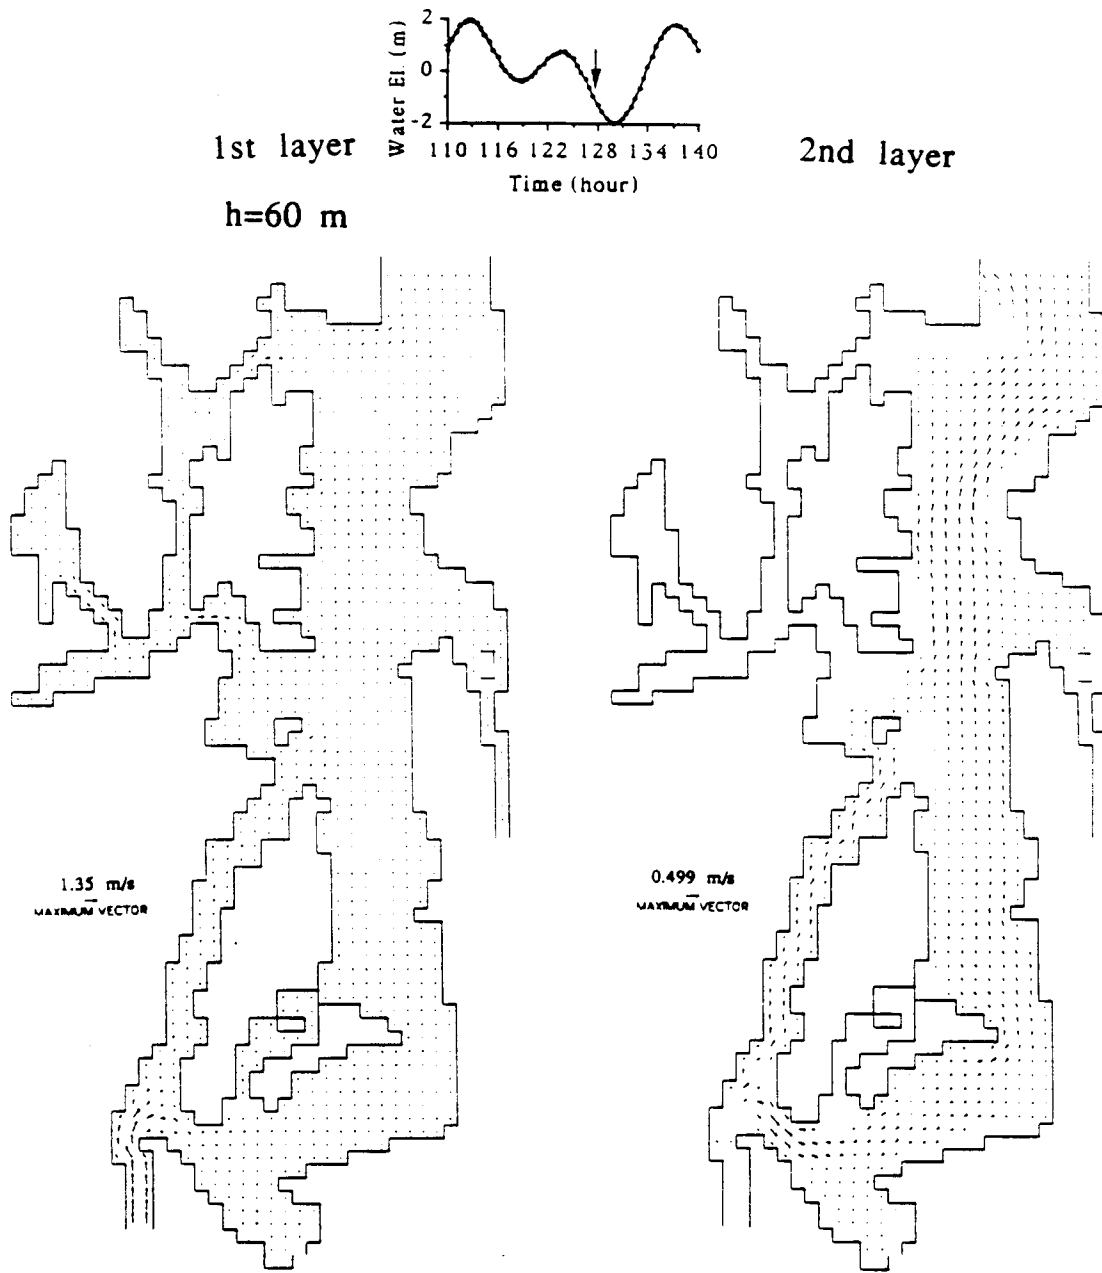 2
0
-2
Water El. (m)
110 116 122 128 134 140
Time (hour)
1st layer
2nd layer
h=60 m
1.35 m/s
MAXIMUM VECTOR
0.499 m/s
MAXIMUM VECTOR